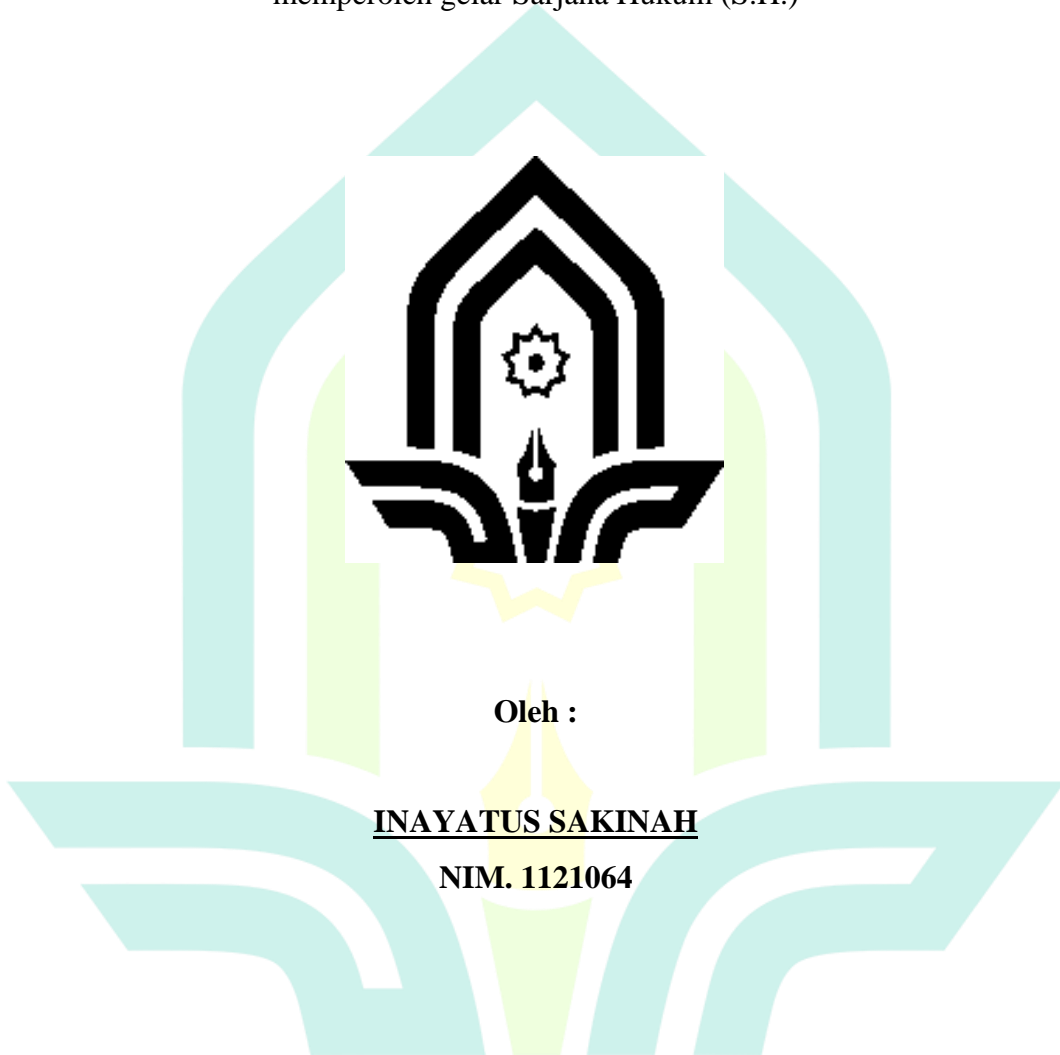 memperoleh gelar Sarjana Hukum (S.H.)
Oleh :
INAYATUS SAKINAH
NIM. 1121064